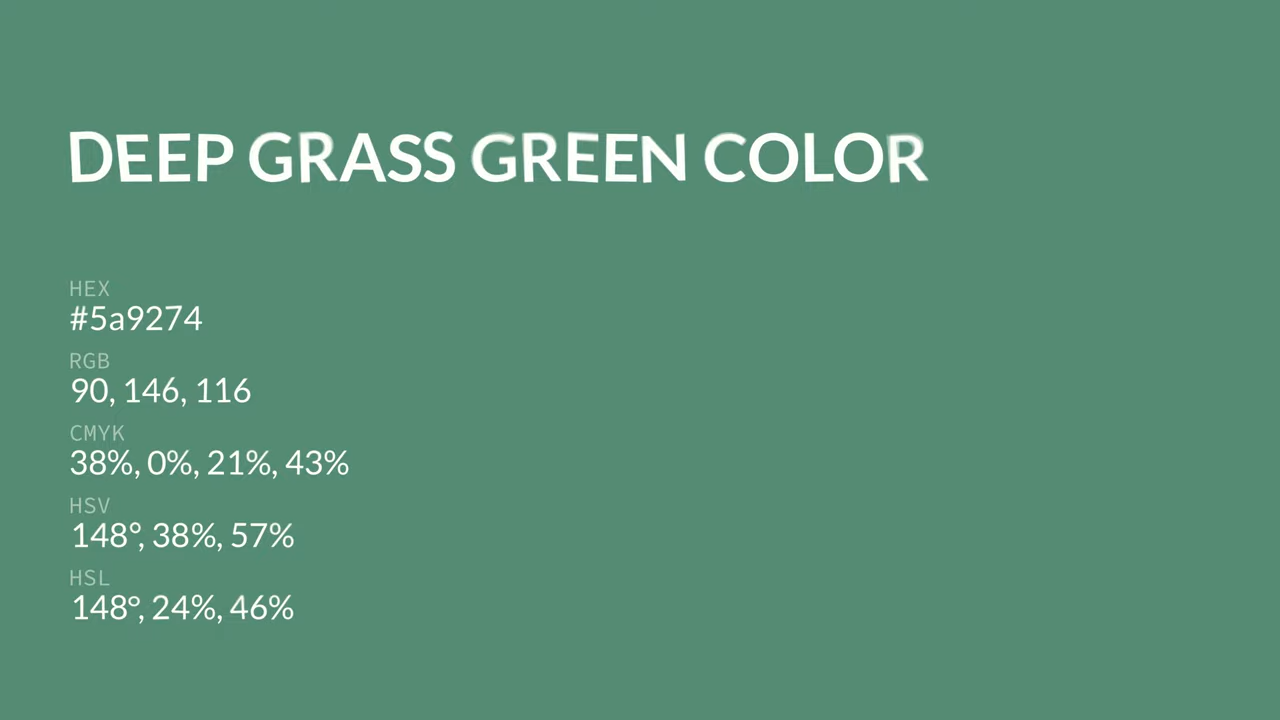 DEEP GRASS GREEN COLOR
HEX
#5a9274
RGB
90, 146, 116
CMYK
38%, 0%, 21%, 43%
HSV
148°, 38%, 57%
HSL
148°, 24%, 46%